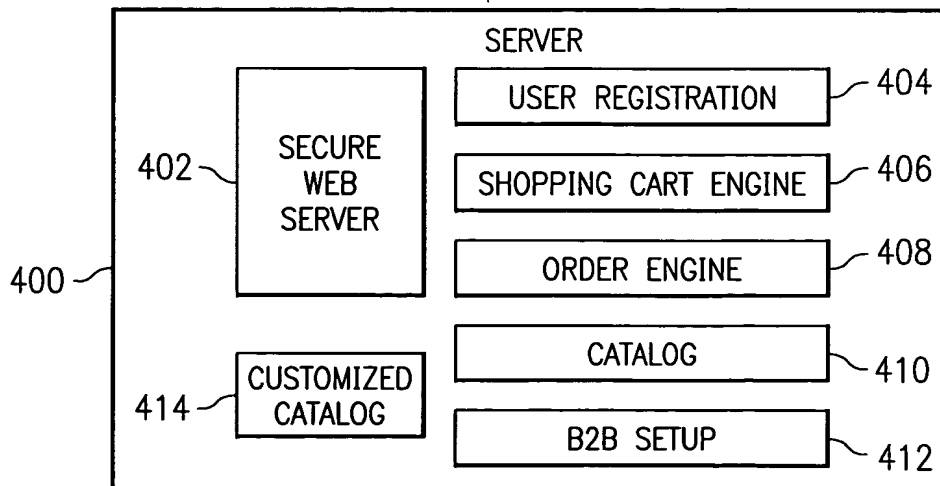 SERVER
USER REGISTRATION
404
SECURE
WEB
SERVER
402
SHOPPING CART ENGINE
406
ORDER ENGINE
408
400
CATALOG
410
CUSTOMIZED
CATALOG
414
B2B SETUP
412